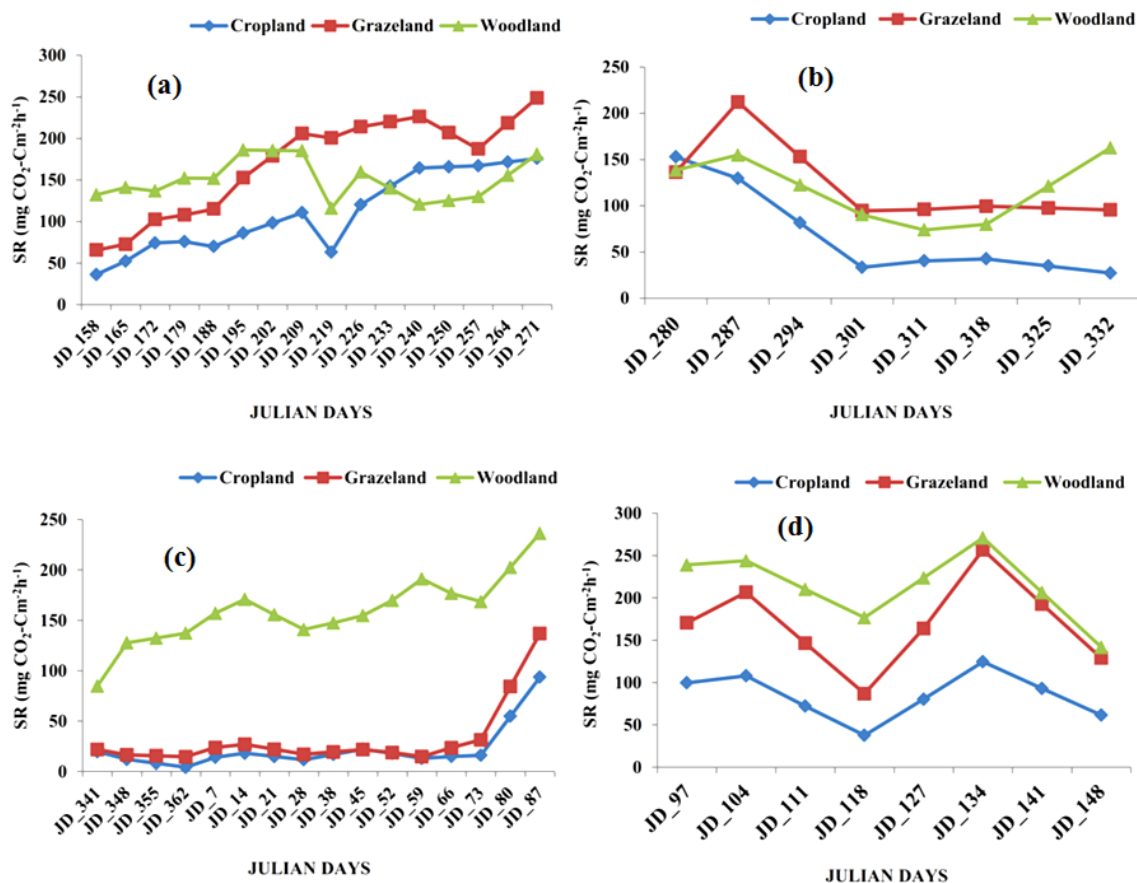 Cropland Grazeland Woodland
(a)
SR (mg CO₂-Cm⁻²h⁻¹)
300
250
200
150
100
50
0
JD_158 JD_165 JD_172 JD_179 JD_188 JD_195 JD_202 JD_209 JD_219 JD_226 JD_233 JD_240 JD_250 JD_257 JD_264 JD_271
JULIAN DAYS
Cropland Grazeland Woodland
(b)
SR (mg CO₂-Cm⁻²h⁻¹)
250
200
150
100
50
0
JD_280 JD_287 JD_294 JD_301 JD_311 JD_318 JD_325 JD_332
JULIAN DAYS
Cropland Grazeland Woodland
(c)
SR (mg CO₂-Cm⁻²h⁻¹)
250
200
150
100
50
0
JD_341 JD_348 JD_355 JD_362 JD_7 JD_14 JD_21 JD_28 JD_38 JD_45 JD_52 JD_59 JD_66 JD_73 JD_80 JD_87
JULIAN DAYS
Cropland Grazeland Woodland
(d)
SR (mg CO₂-Cm⁻²h⁻¹)
300
250
200
150
100
50
0
JD_97 JD_104 JD_111 JD_118 JD_127 JD_134 JD_141 JD_148
JULIAN DAYS